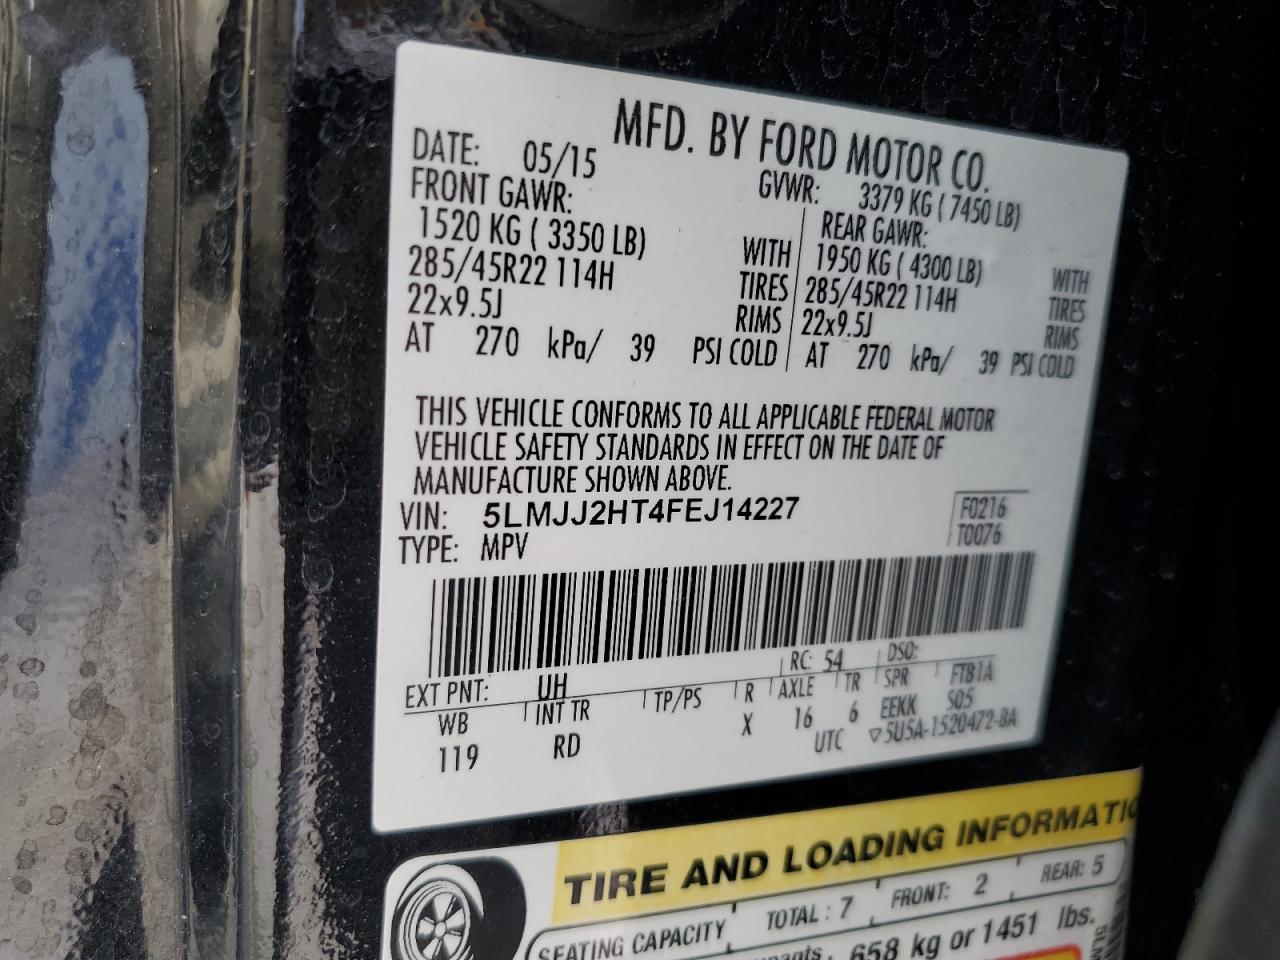 MFD. BY FORD MOTOR CO.
DATE: 05/15 GVWR: 3379 KG ( 7450 LB)
FRONT GAWR: REAR GAWR:
1520 KG ( 3350 LB) WITH 1950 KG ( 4300 LB) WITH
285/45R22 114H TIRES 285/45R22 114H TIRES
22x9.5J RIMS 22x9.5J RIMS
AT 270 kPa/ 39 PSI COLD AT 270 kPa/ 39 PSI COLD
THIS VEHICLE CONFORMS TO ALL APPLICABLE FEDERAL MOTOR
VEHICLE SAFETY STANDARDS IN EFFECT ON THE DATE OF
MANUFACTURE SHOWN ABOVE.
VIN: 5LMJJ2HT4FEJ14227 F0216
TYPE: MPV T0076
EXT PNT: UH RC: 54 DSO:
WB INT TR TP/PS R AXLE TR SPR FTB1A
119 RD X 16 6 EEKK S05
UTC ▽5U5A-1520472-BA
TIRE AND LOADING INFORMATIO
SEATING CAPACITY TOTAL : 7 FRONT: 2 REAR: 5
pants 658 kg or 1451 lbs.
5LM